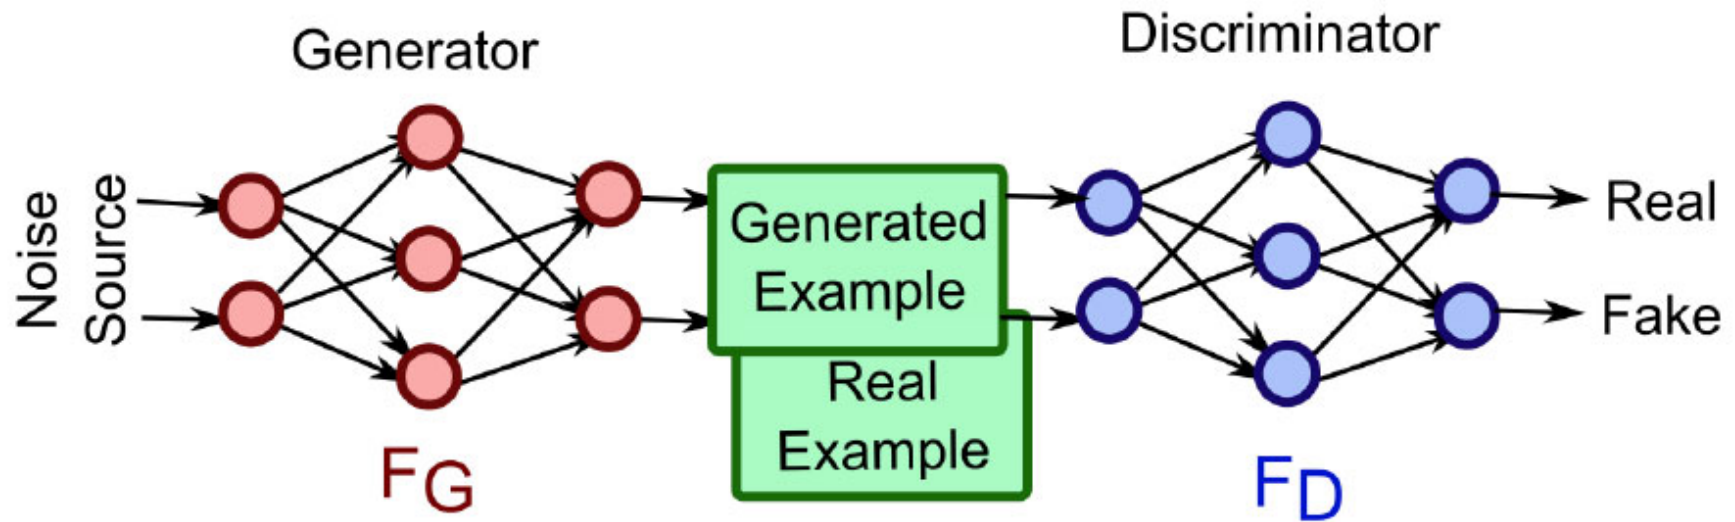 Generator
Discriminator
Noise
Source
Generated
Example
Real
Example
Real
Fake
FG
FD